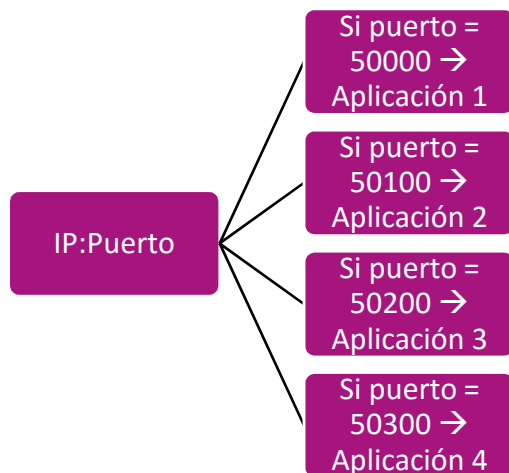 Si puerto =
50000 →
Aplicación 1
Si puerto =
50100 →
Aplicación 2
IP:Puerto
Si puerto =
50200 →
Aplicación 3
Si puerto =
50300 →
Aplicación 4